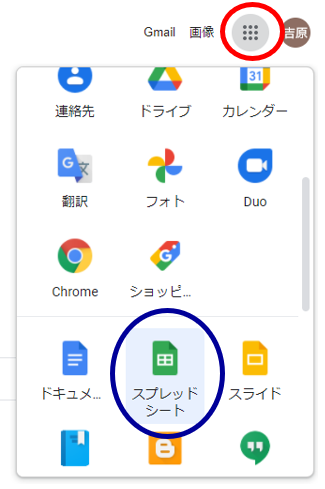 Gmail 画像 吉原
連絡先 ドライブ カレンダー
31
翻訳 フォト Duo
Chrome ショッピ...
ドキュメ... スプレッド
シート スライド